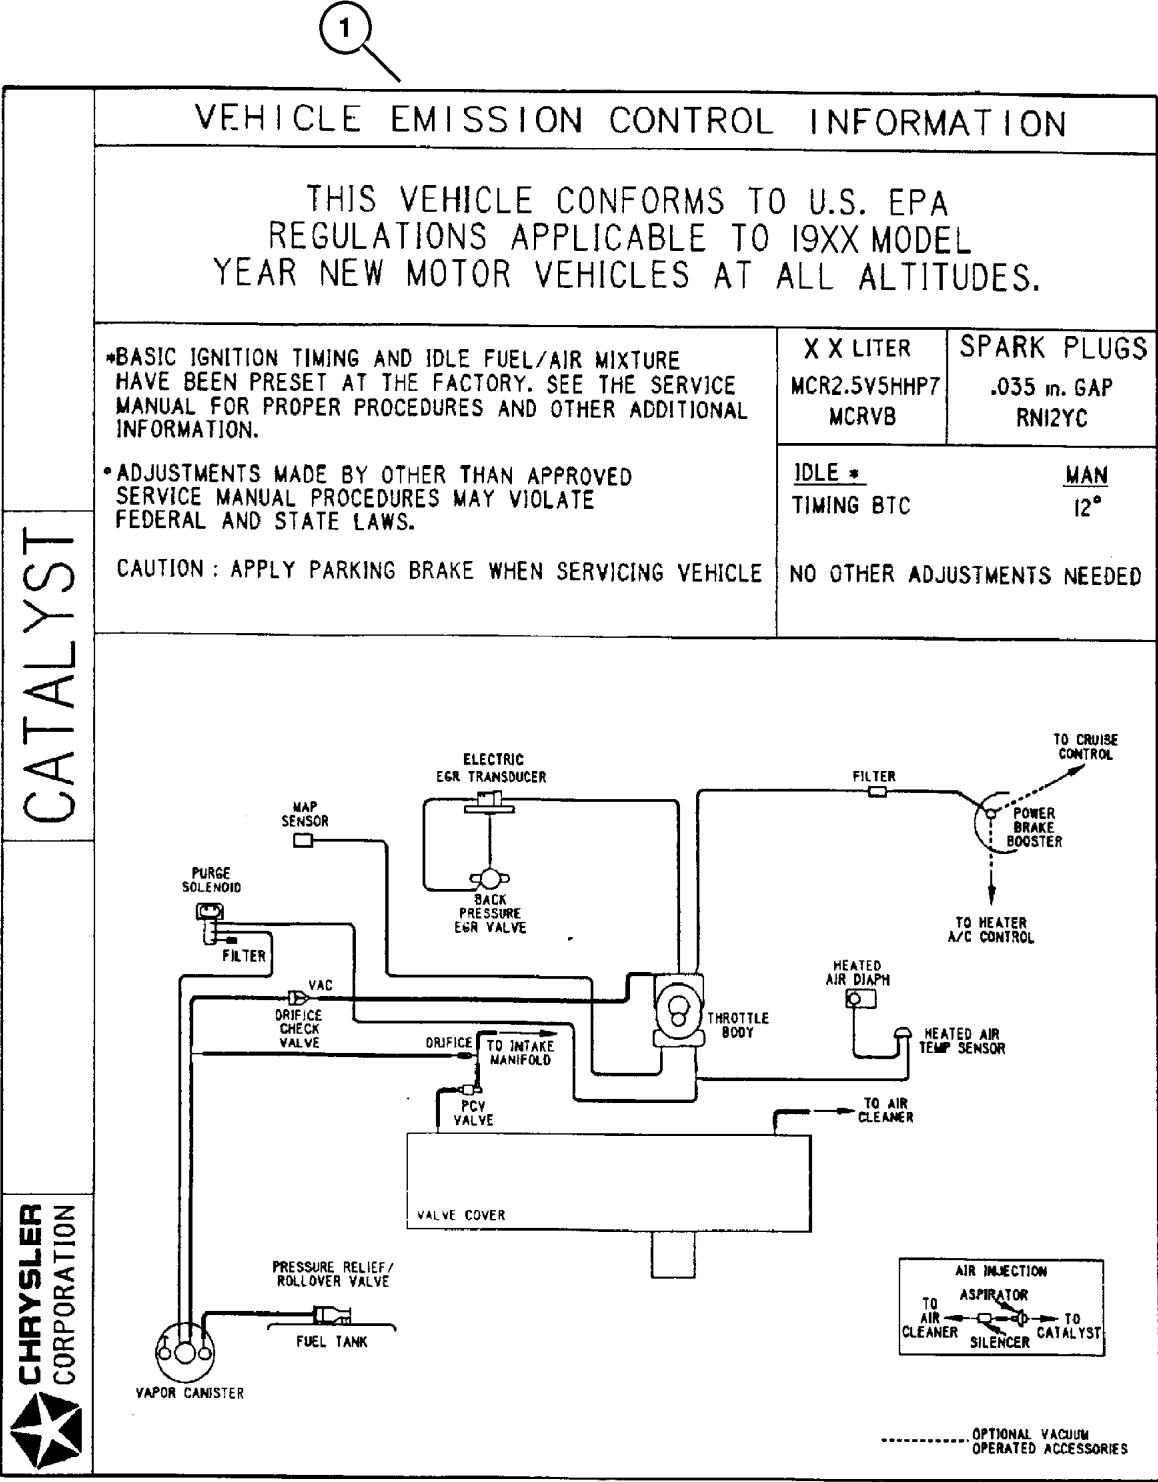 1
VEHICLE EMISSION CONTROL INFORMATION
THIS VEHICLE CONFORMS TO U.S. EPA
REGULATIONS APPLICABLE TO 19XX MODEL
YEAR NEW MOTOR VEHICLES AT ALL ALTITUDES.
*BASIC IGNITION TIMING AND IDLE FUEL/AIR MIXTURE
HAVE BEEN PRESET AT THE FACTORY. SEE THE SERVICE
MANUAL FOR PROPER PROCEDURES AND OTHER ADDITIONAL
INFORMATION.
•ADJUSTMENTS MADE BY OTHER THAN APPROVED
SERVICE MANUAL PROCEDURES MAY VIOLATE
FEDERAL AND STATE LAWS.
CAUTION : APPLY PARKING BRAKE WHEN SERVICING VEHICLE
X X LITER
MCR2.5V5HHP7
MCRVB
SPARK PLUGS
.035 in. GAP
RN12YC
IDLE * MAN
TIMING BTC 12°
NO OTHER ADJUSTMENTS NEEDED
CATALYST
CHRYSLER
CORPORATION
ELECTRIC
EGR TRANSDUCER
MAP
SENSOR
PURGE
SOLENOID
FILTER
BACK
PRESSURE
EGR VALVE
FILTER
TO CRUISE
CONTROL
POWER
BRAKE
BOOSTER
TO HEATER
A/C CONTROL
HEATED
AIR DIAPH
HEATED AIR
TEMP SENSOR
VAC
ORIFICE
CHECK
VALVE
ORIFICE
TO INTAKE
MANIFOLD
THROTTLE
BODY
PCV
VALVE
TO AIR
CLEANER
VALVE COVER
PRESSURE RELIEF/
ROLLOVER VALVE
FUEL TANK
VAPOR CANISTER
AIR INJECTION
ASPIRATOR
TO
AIR
CLEANER
SILENCER
TO
CATALYST
OPTIONAL VACUUM
OPERATED ACCESSORIES